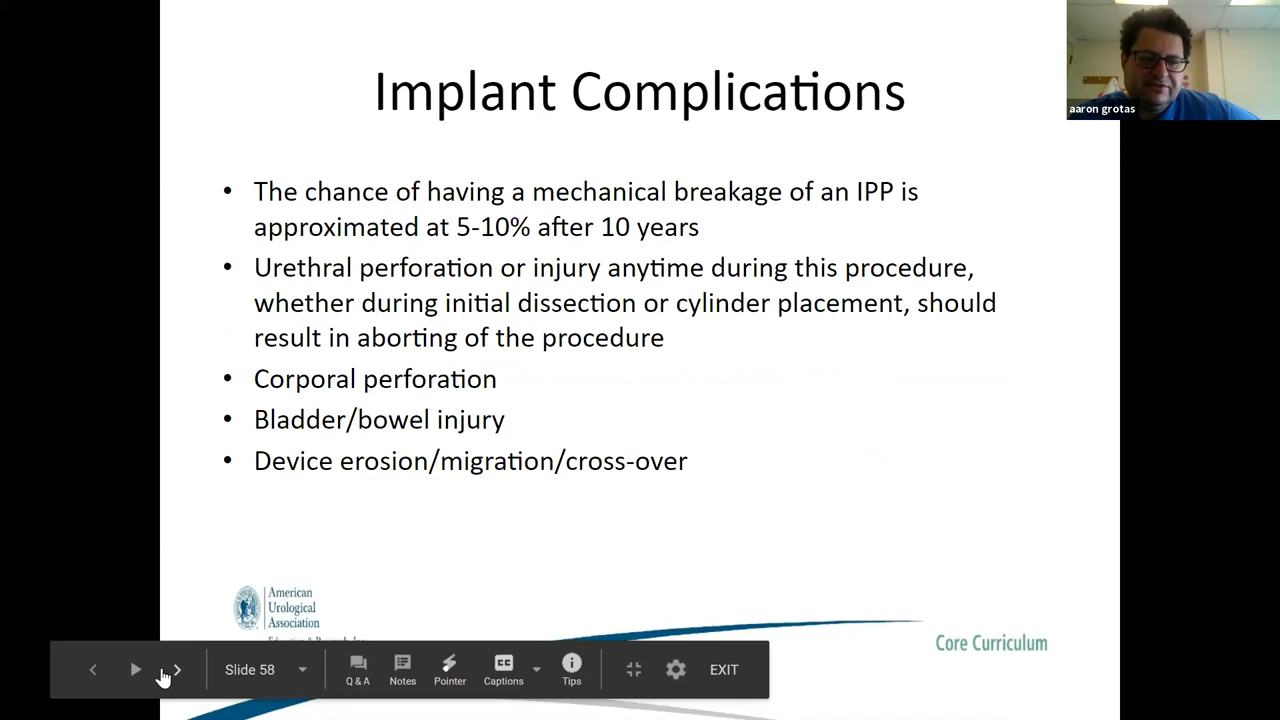 Implant Complications
aaron grotas
• The chance of having a mechanical breakage of an IPP is
approximated at 5-10% after 10 years
• Urethral perforation or injury anytime during this procedure,
whether during initial dissection or cylinder placement, should
result in aborting of the procedure
• Corporal perforation
• Bladder/bowel injury
• Device erosion/migration/cross-over
American
Urological
Association
Core Curriculum
Slide 58
Q & A
Notes
Pointer
CC
Captions
Tips
EXIT